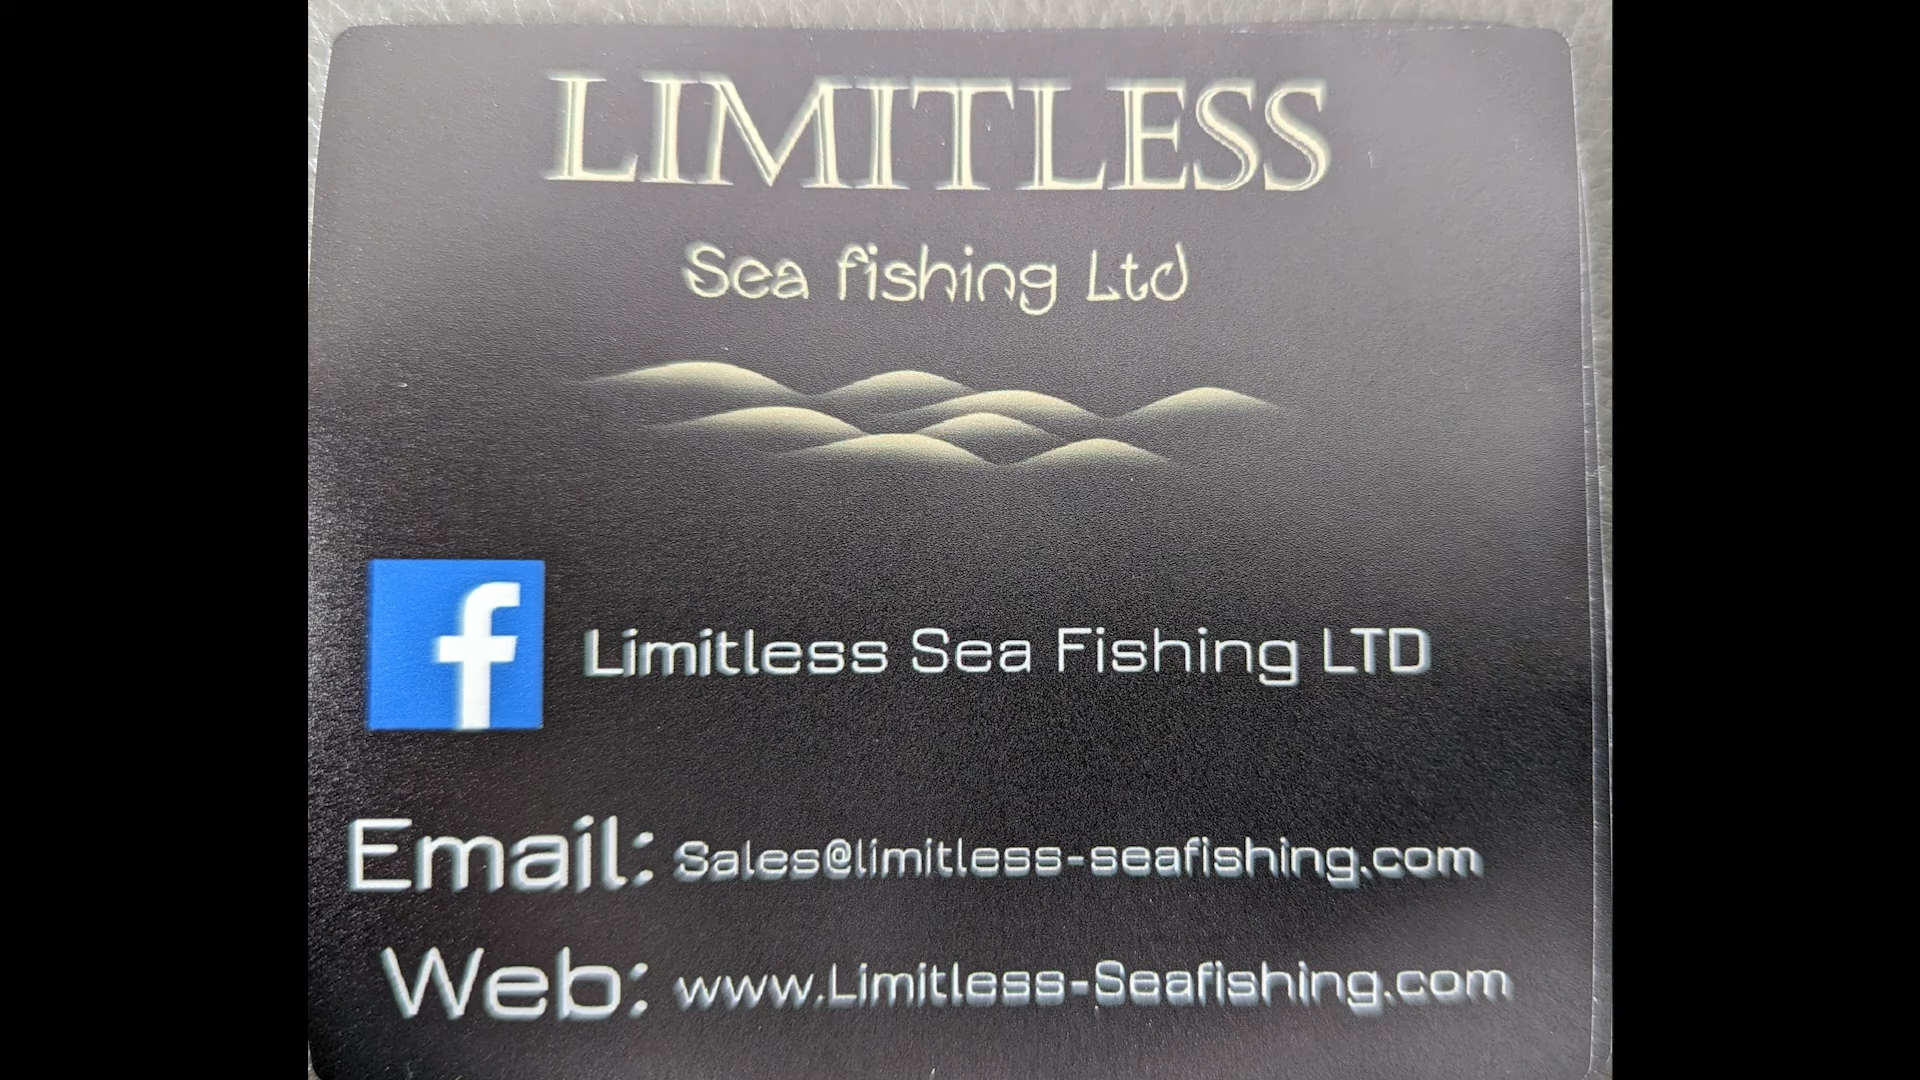 LIMITLESS
Sea fishing Ltd
f
Limitless Sea Fishing LTD
Email: Sales@limitless-seafishing.com
Web: www.Limitless-Seafishing.com